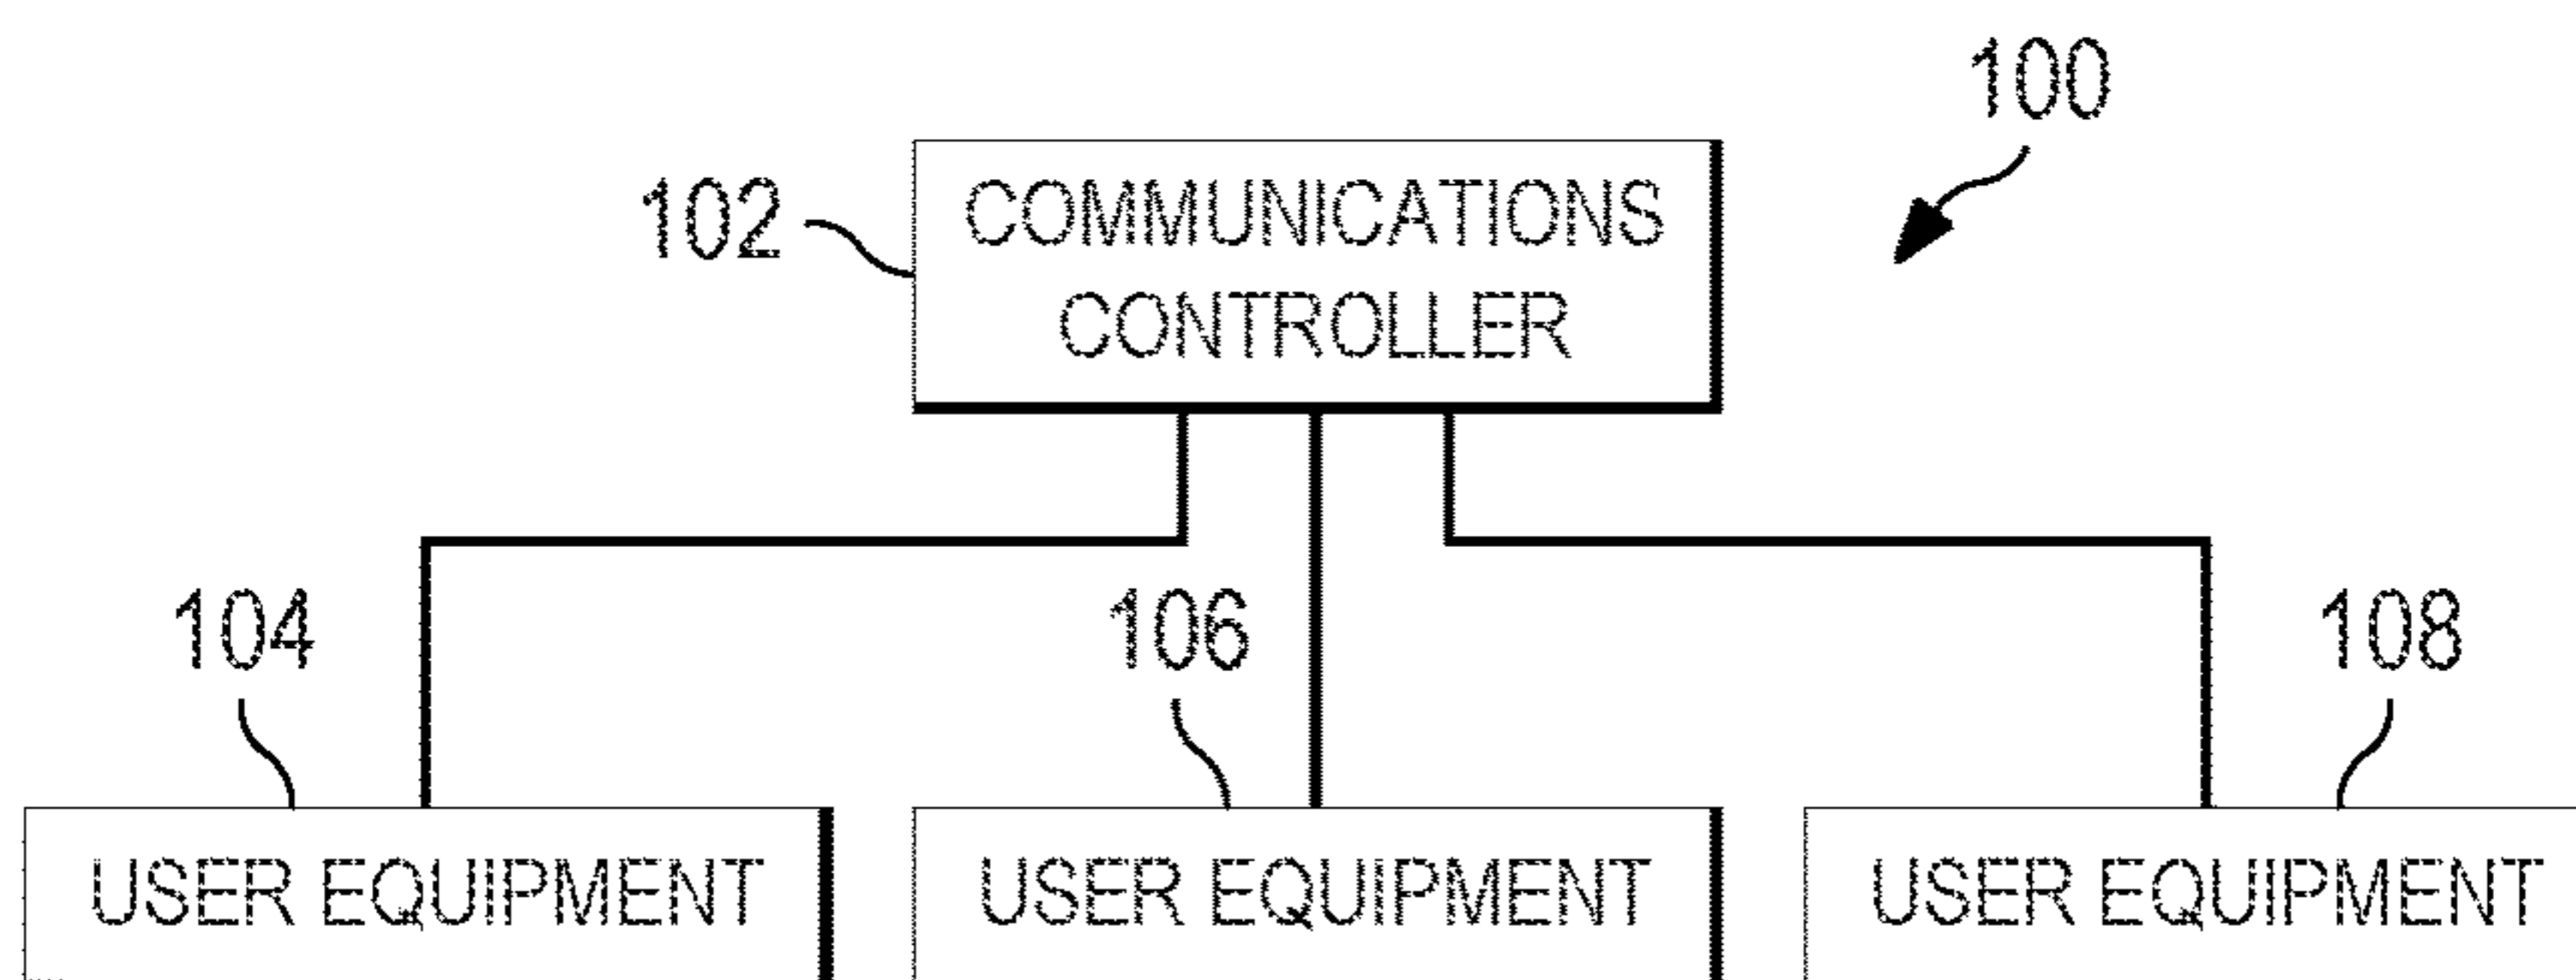 100
102
COMMUNICATIONS
CONTROLLER
104
106
108
USER EQUIPMENT
USER EQUIPMENT
USER EQUIPMENT